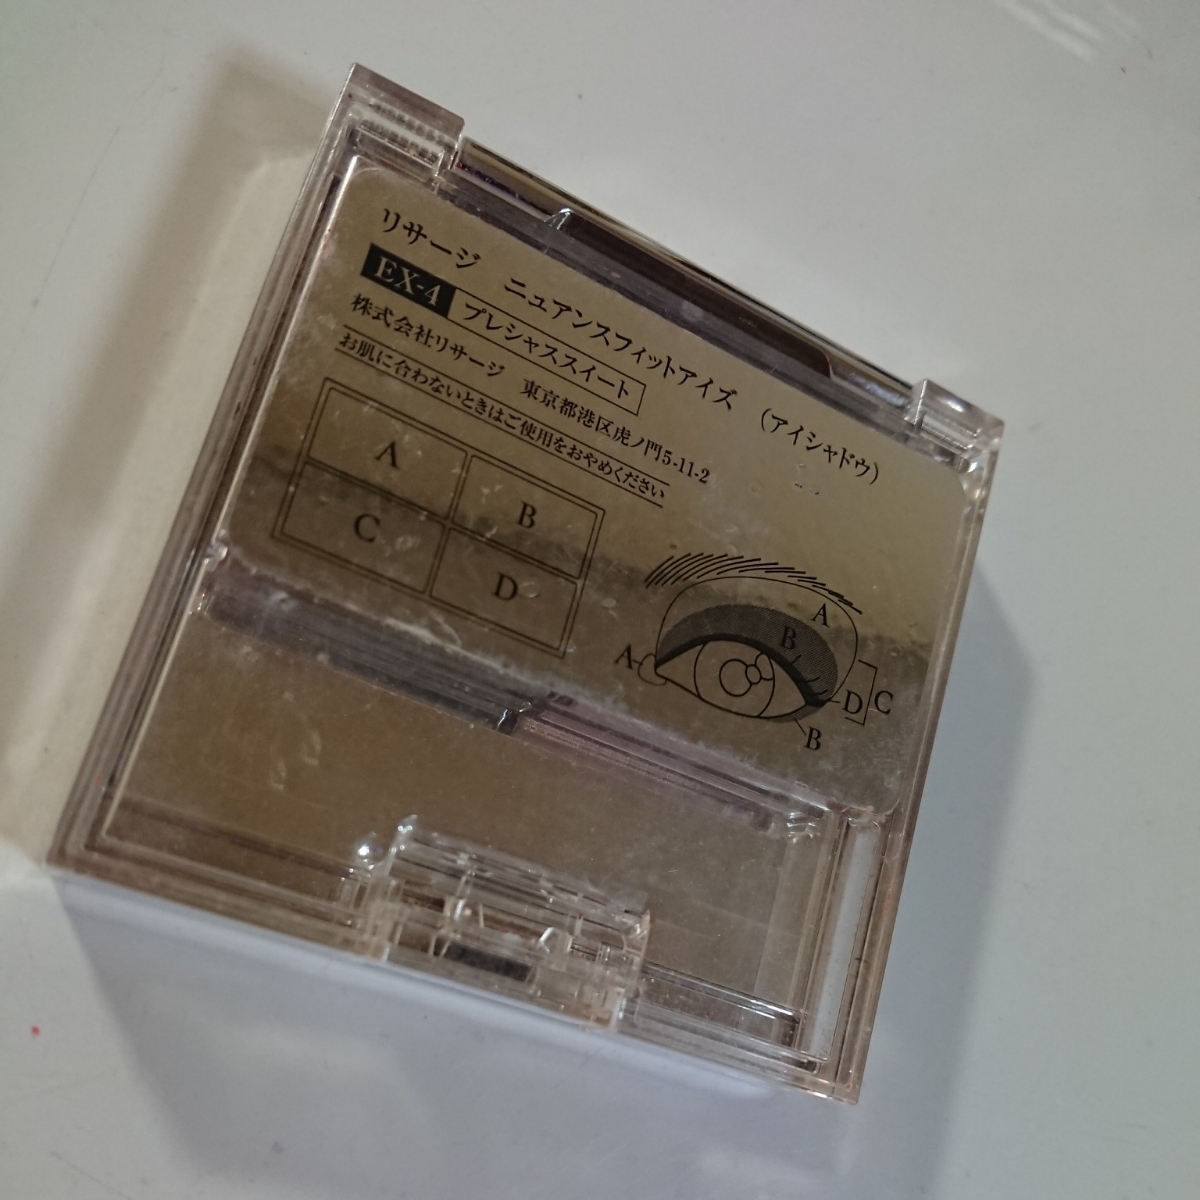 リサージ ニュアンスフィットアイズ (アイシャドウ)
EX-4 プレシャススイート
株式会社リサージ 東京都港区虎ノ門5-11-2
お肌に合わないときはご使用をおやめください
A B
C D
A
B
A
D C
B